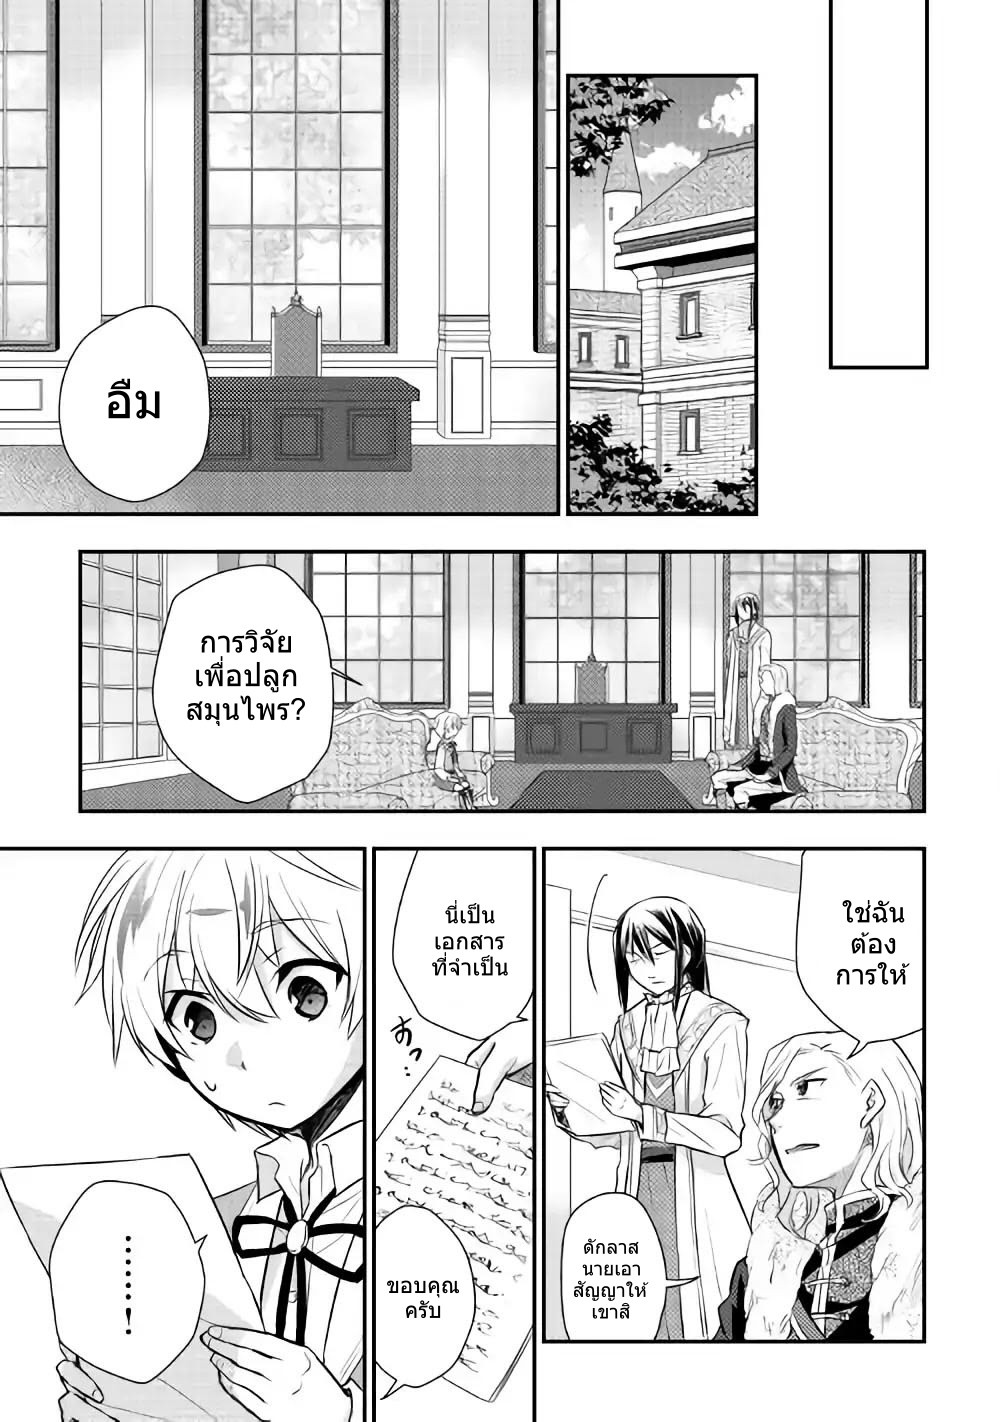 อืม
การวิจัย
เพื่อปลูก
สมุนไพร?
ใช่ฉัน
ต้อง
การให้
ดักลาส
นายเอา
สัญญาให้
เขาสิ
นี่เป็น
เอกสาร
ที่จำเป็น
ขอบคุณ
ครับ
......!